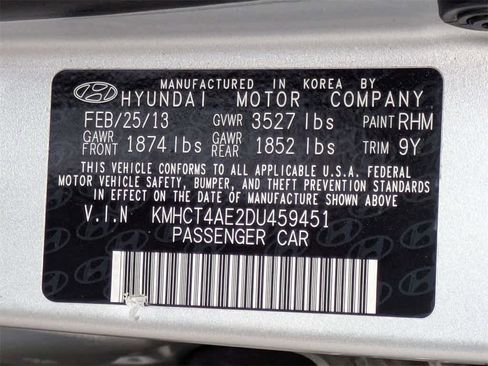 MANUFACTURED IN KOREA BY
HYUNDAI MOTOR COMPANY
FEB/25/13 GVWR 3527 lbs PAINT RHM
GAWR FRONT 1874 lbs GAWR REAR 1852 lbs TRIM 9Y
THIS VEHICLE CONFORMS TO ALL APPLICABLE U.S.A. FEDERAL
MOTOR VEHICLE SAFETY, BUMPER, AND THEFT PREVENTION STANDARDS
IN EFFECT ON THE DATE OF MANUFACTURE SHOWN ABOVE
V.I.N KMHCT4AE2DU459451
PASSENGER CAR